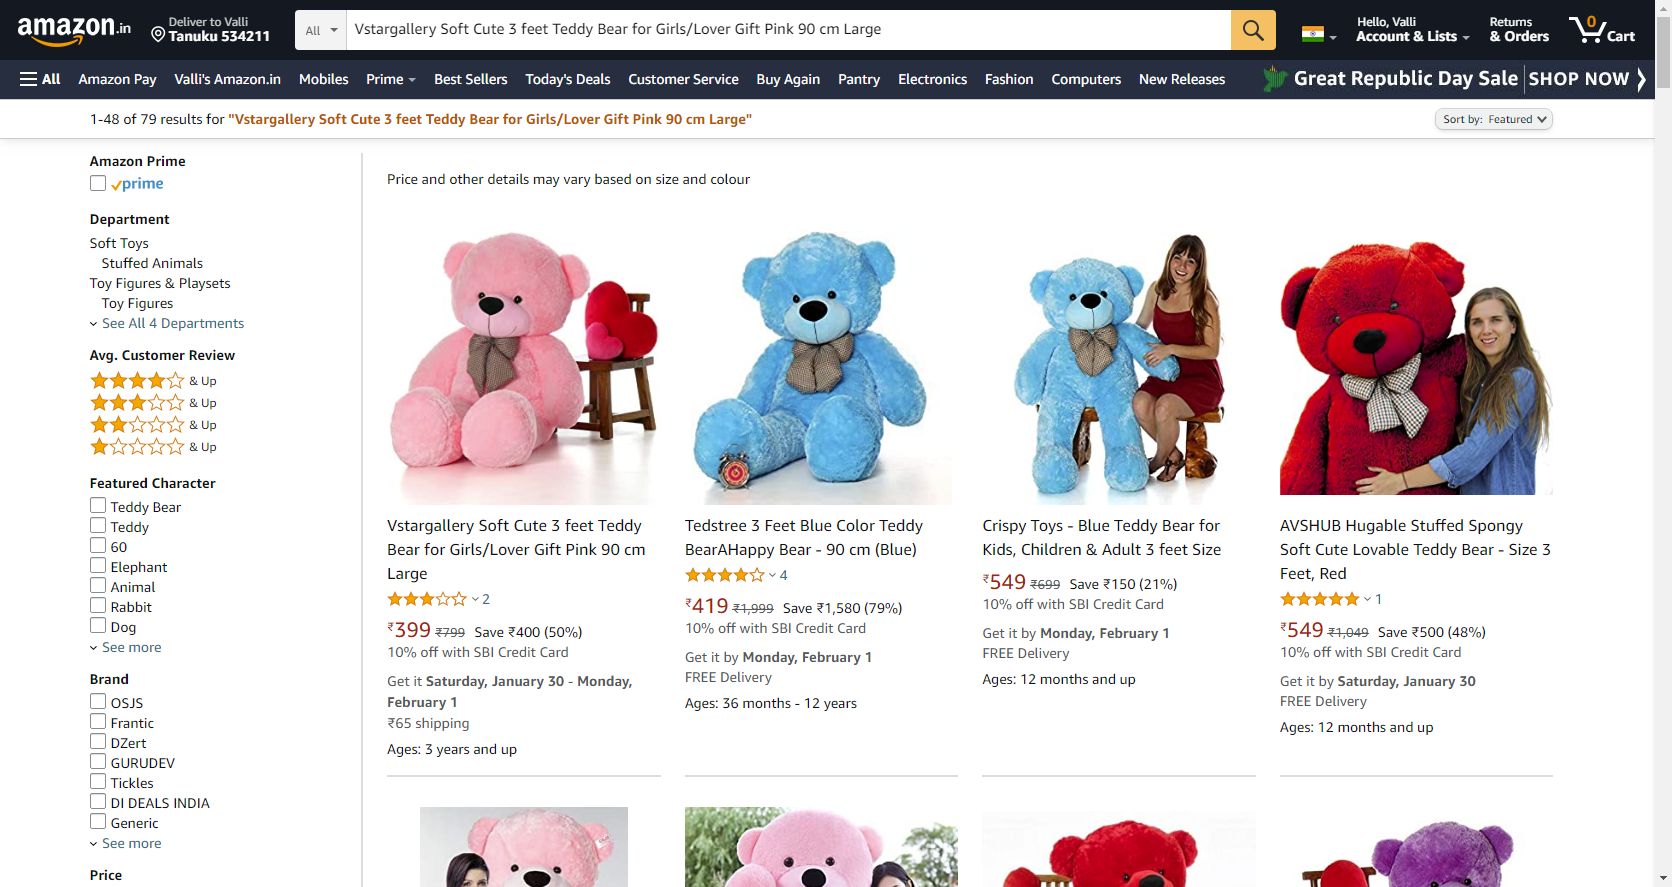 amazon.in
Deliver to Valli
Tanuku 534211
All
Vstargallery Soft Cute 3 feet Teddy Bear for Girls/Lover Gift Pink 90 cm Large
Hello, Valli
Account & Lists
Returns
& Orders
0
Cart
All
Amazon Pay
Valli's Amazon.in
Mobiles
Prime
Best Sellers
Today's Deals
Customer Service
Buy Again
Pantry
Electronics
Fashion
Computers
New Releases
Great Republic Day Sale
SHOP NOW
1-48 of 79 results for "Vstargallery Soft Cute 3 feet Teddy Bear for Girls/Lover Gift Pink 90 cm Large"
Sort by: Featured
Amazon Prime
prime
Department
Soft Toys
Stuffed Animals
Toy Figures & Playsets
Toy Figures
See All 4 Departments
Avg. Customer Review
& Up
& Up
& Up
& Up
Featured Character
Teddy Bear
Teddy
60
Elephant
Animal
Rabbit
Dog
See more
Brand
OSJS
Frantic
DZert
GURUDEV
Tickles
DI DEALS INDIA
Generic
See more
Price
Price and other details may vary based on size and colour
Vstargallery Soft Cute 3 feet Teddy
Bear for Girls/Lover Gift Pink 90 cm
Large
2
₹399 ₹799 Save ₹400 (50%)
10% off with SBI Credit Card
Get it Saturday, January 30 - Monday,
February 1
₹65 shipping
Ages: 3 years and up
Tedstree 3 Feet Blue Color Teddy
BearAHappy Bear - 90 cm (Blue)
4
₹419 ₹1,999 Save ₹1,580 (79%)
10% off with SBI Credit Card
Get it by Monday, February 1
FREE Delivery
Ages: 36 months - 12 years
Crispy Toys - Blue Teddy Bear for
Kids, Children & Adult 3 feet Size
₹549 ₹699 Save ₹150 (21%)
10% off with SBI Credit Card
Get it by Monday, February 1
FREE Delivery
Ages: 12 months and up
AVSHUB Hugable Stuffed Spongy
Soft Cute Lovable Teddy Bear - Size 3
Feet, Red
1
₹549 ₹1,049 Save ₹500 (48%)
10% off with SBI Credit Card
Get it by Saturday, January 30
FREE Delivery
Ages: 12 months and up